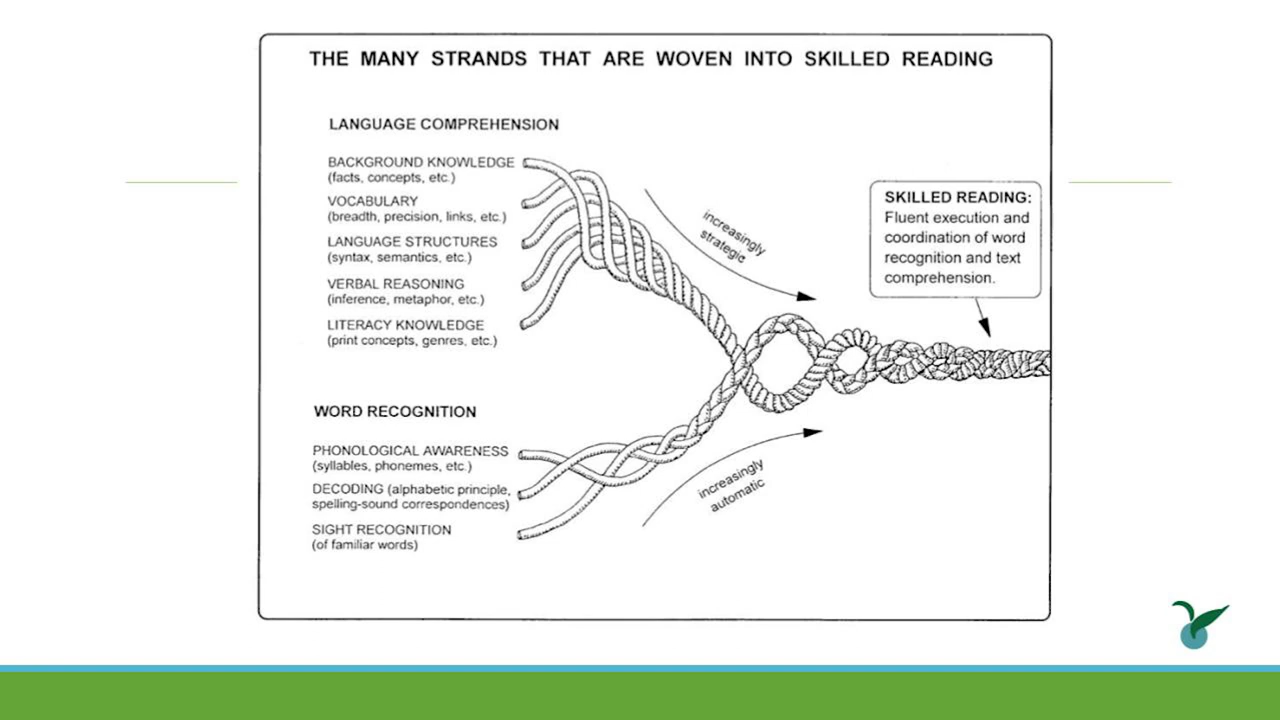 THE MANY STRANDS THAT ARE WOVEN INTO SKILLED READING
LANGUAGE COMPREHENSION
BACKGROUND KNOWLEDGE
(facts, concepts, etc.)
VOCABULARY
(breadth, precision, links, etc.)
LANGUAGE STRUCTURES
(syntax, semantics, etc.)
VERBAL REASONING
(inference, metaphor, etc.)
LITERACY KNOWLEDGE
(print concepts, genres, etc.)
increasingly
strategic
SKILLED READING:
Fluent execution and
coordination of word
recognition and text
comprehension.
WORD RECOGNITION
PHONOLOGICAL AWARENESS
(syllables, phonemes, etc.)
DECODING (alphabetic principle,
spelling-sound correspondences)
SIGHT RECOGNITION
(of familiar words)
increasingly
automatic